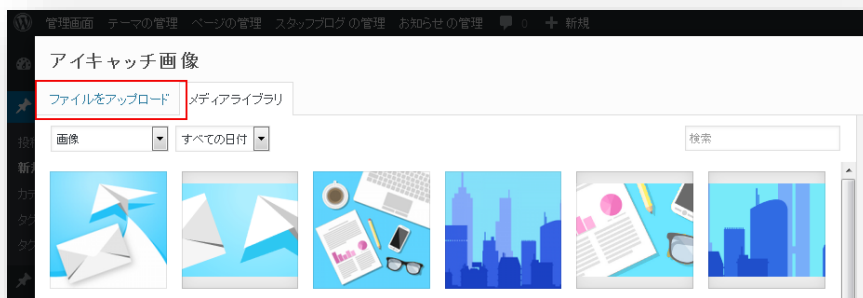 管理画面 テーマの管理 ページの管理 スタッフブログの管理 お知らせの管理 0 新規
アイキャッチ画像
ファイルをアップロード メディアライブラリ
画像 すべての日付 検索